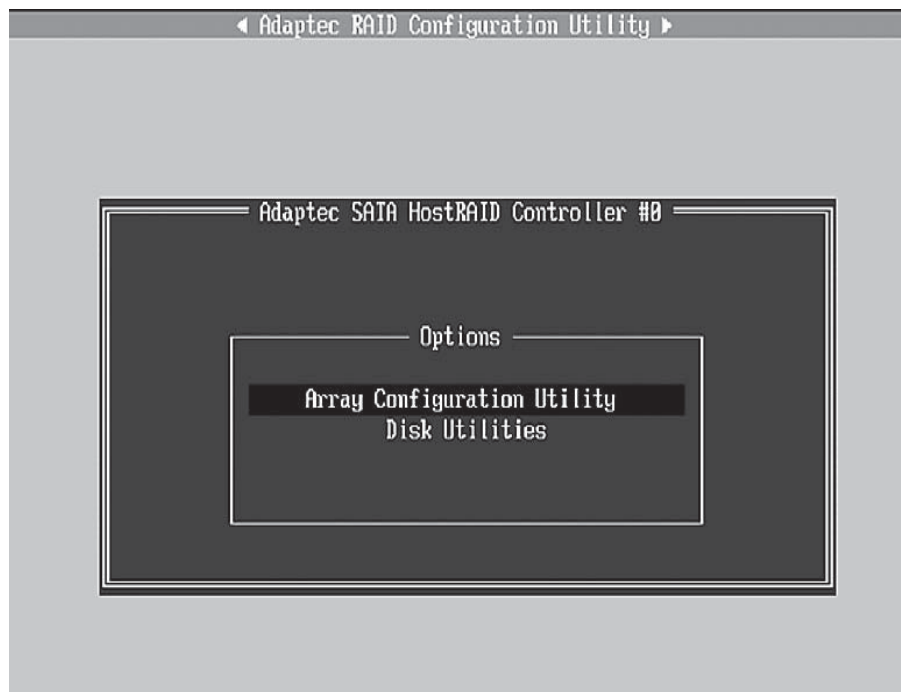 Adaptec RAID Configuration Utility
Adaptec SATA HostRAID Controller #0
Options
Array Configuration Utility
Disk Utilities